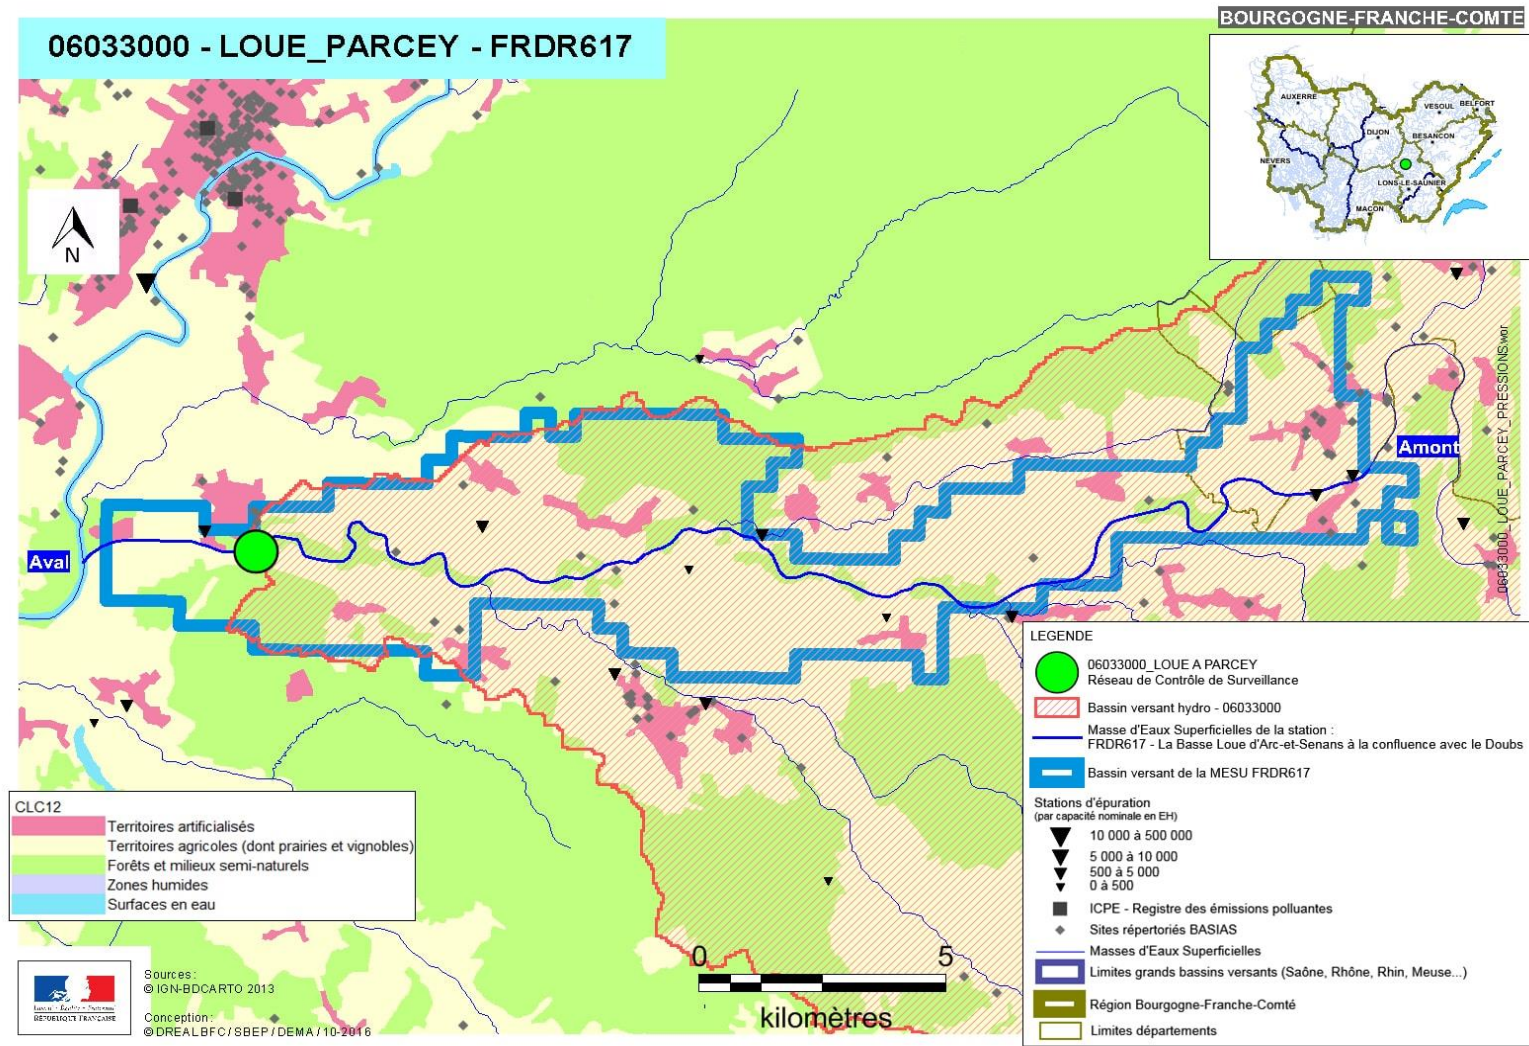 BOURGOGNE-FRANCHE-COMTE
06033000 - LOUE_PARCEY - FRDR617
AUXERRE
VESOUL
BELFORT
DIJON
BESANCON
NEVERS
LONS-LE-SAUNIER
MACON
N
06033000_LOUE_PARCEY_PRESSIONS.wor
Amont
Aval
LEGENDE
06033000_LOUE A PARCEY
Réseau de Contrôle de Surveillance
Bassin versant hydro - 06033000
Masse d'Eaux Superficielles de la station :
FRDR617 - La Basse Loue d'Arc-et-Senans à la confluence avec le Doubs
Bassin versant de la MESU FRDR617
Stations d'épuration
(par capacité nominale en EH)
10 000 à 500 000
5 000 à 10 000
500 à 5 000
0 à 500
ICPE - Registre des émissions polluantes
Sites répertoriés BASIAS
Masses d'Eaux Superficielles
Limites grands bassins versants (Saône, Rhône, Rhin, Meuse...)
Région Bourgogne-Franche-Comté
Limites départements
CLC12
Territoires artificialisés
Territoires agricoles (dont prairies et vignobles)
Forêts et milieux semi-naturels
Zones humides
Surfaces en eau
0 5
kilomètres
Liberté • Égalité • Fraternité
RÉPUBLIQUE FRANÇAISE
Sources :
© IGN-BDCARTO 2013
Conception :
© DREAL BFC / SBEP / DEMA / 10-2016